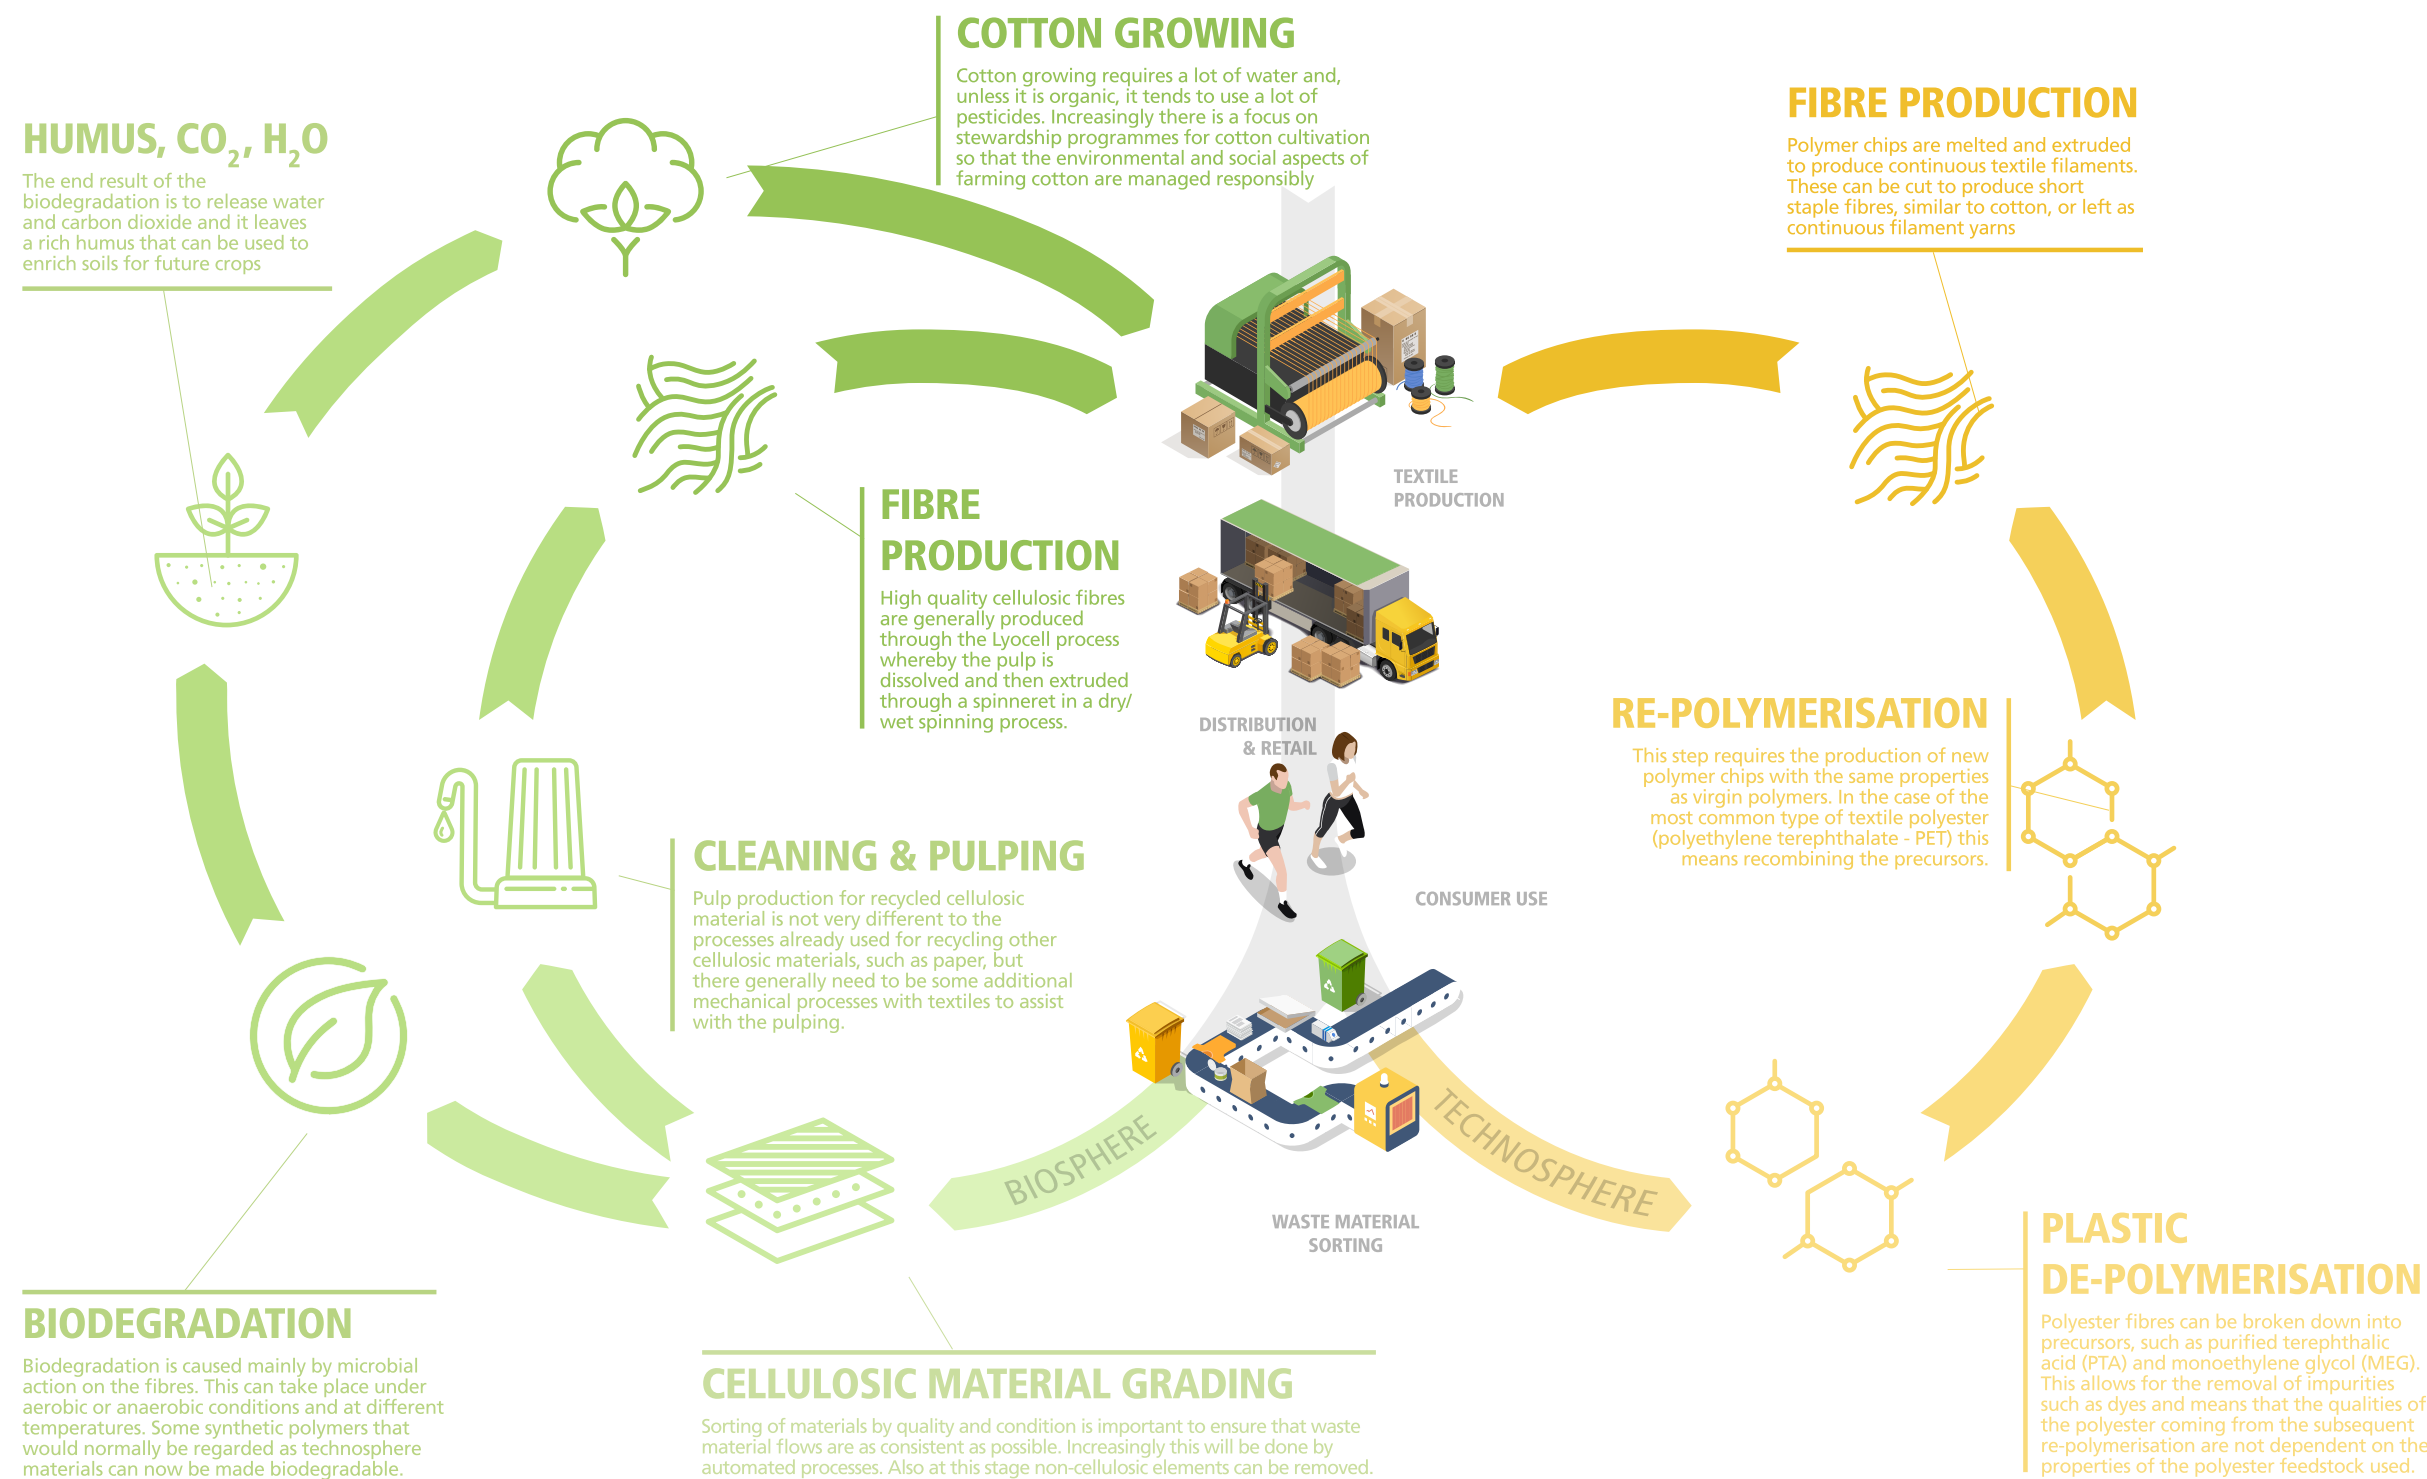 COTTON GROWING
Cotton growing requires a lot of water and,
unless it is organic, it tends to use a lot of
pesticides. Increasingly there is a focus on
stewardship programmes for cotton cultivation
so that the environmental and social aspects of
farming cotton are managed responsibly
FIBRE PRODUCTION
Polymer chips are melted and extruded
to produce continuous textile filaments.
These can be cut to produce short
staple fibres, similar to cotton, or left as
continuous filament yarns
HUMUS, CO2, H2O
The end result of the
biodegradation is to release water
and carbon dioxide and it leaves
a rich humus that can be used to
enrich soils for future crops
TEXTILE
PRODUCTION
FIBRE
PRODUCTION
High quality cellulosic fibres
are generally produced
through the Lyocell process
whereby the pulp is
dissolved and then extruded
through a spinneret in a dry/
wet spinning process.
DISTRIBUTION
& RETAIL
RE-POLYMERISATION
This step requires the production of new
polymer chips with the same properties
as virgin polymers. In the case of the
most common type of textile polyester
(polyethylene terephthalate - PET) this
means recombining the precursors.
CLEANING & PULPING
Pulp production for recycled cellulosic
material is not very different to the
processes already used for recycling other
cellulosic materials, such as paper, but
there generally need to be some additional
mechanical processes with textiles to assist
with the pulping.
CONSUMER USE
BIOSPHERE
TECHNOSPHERE
WASTE MATERIAL
SORTING
PLASTIC
DE-POLYMERISATION
Polyester fibres can be broken down into
precursors, such as purified terephthalic
acid (PTA) and monoethylene glycol (MEG).
This allows for the removal of impurities
such as dyes and means that the qualities of
the polyester coming from the subsequent
re-polymerisation are not dependent on the
properties of the polyester feedstock used.
BIODEGRADATION
Biodegradation is caused mainly by microbial
action on the fibres. This can take place under
aerobic or anaerobic conditions and at different
temperatures. Some synthetic polymers that
would normally be regarded as technosphere
materials can now be made biodegradable.
CELLULOSIC MATERIAL GRADING
Sorting of materials by quality and condition is important to ensure that waste
material flows are as consistent as possible. Increasingly this will be done by
automated processes. Also at this stage non-cellulosic elements can be removed.